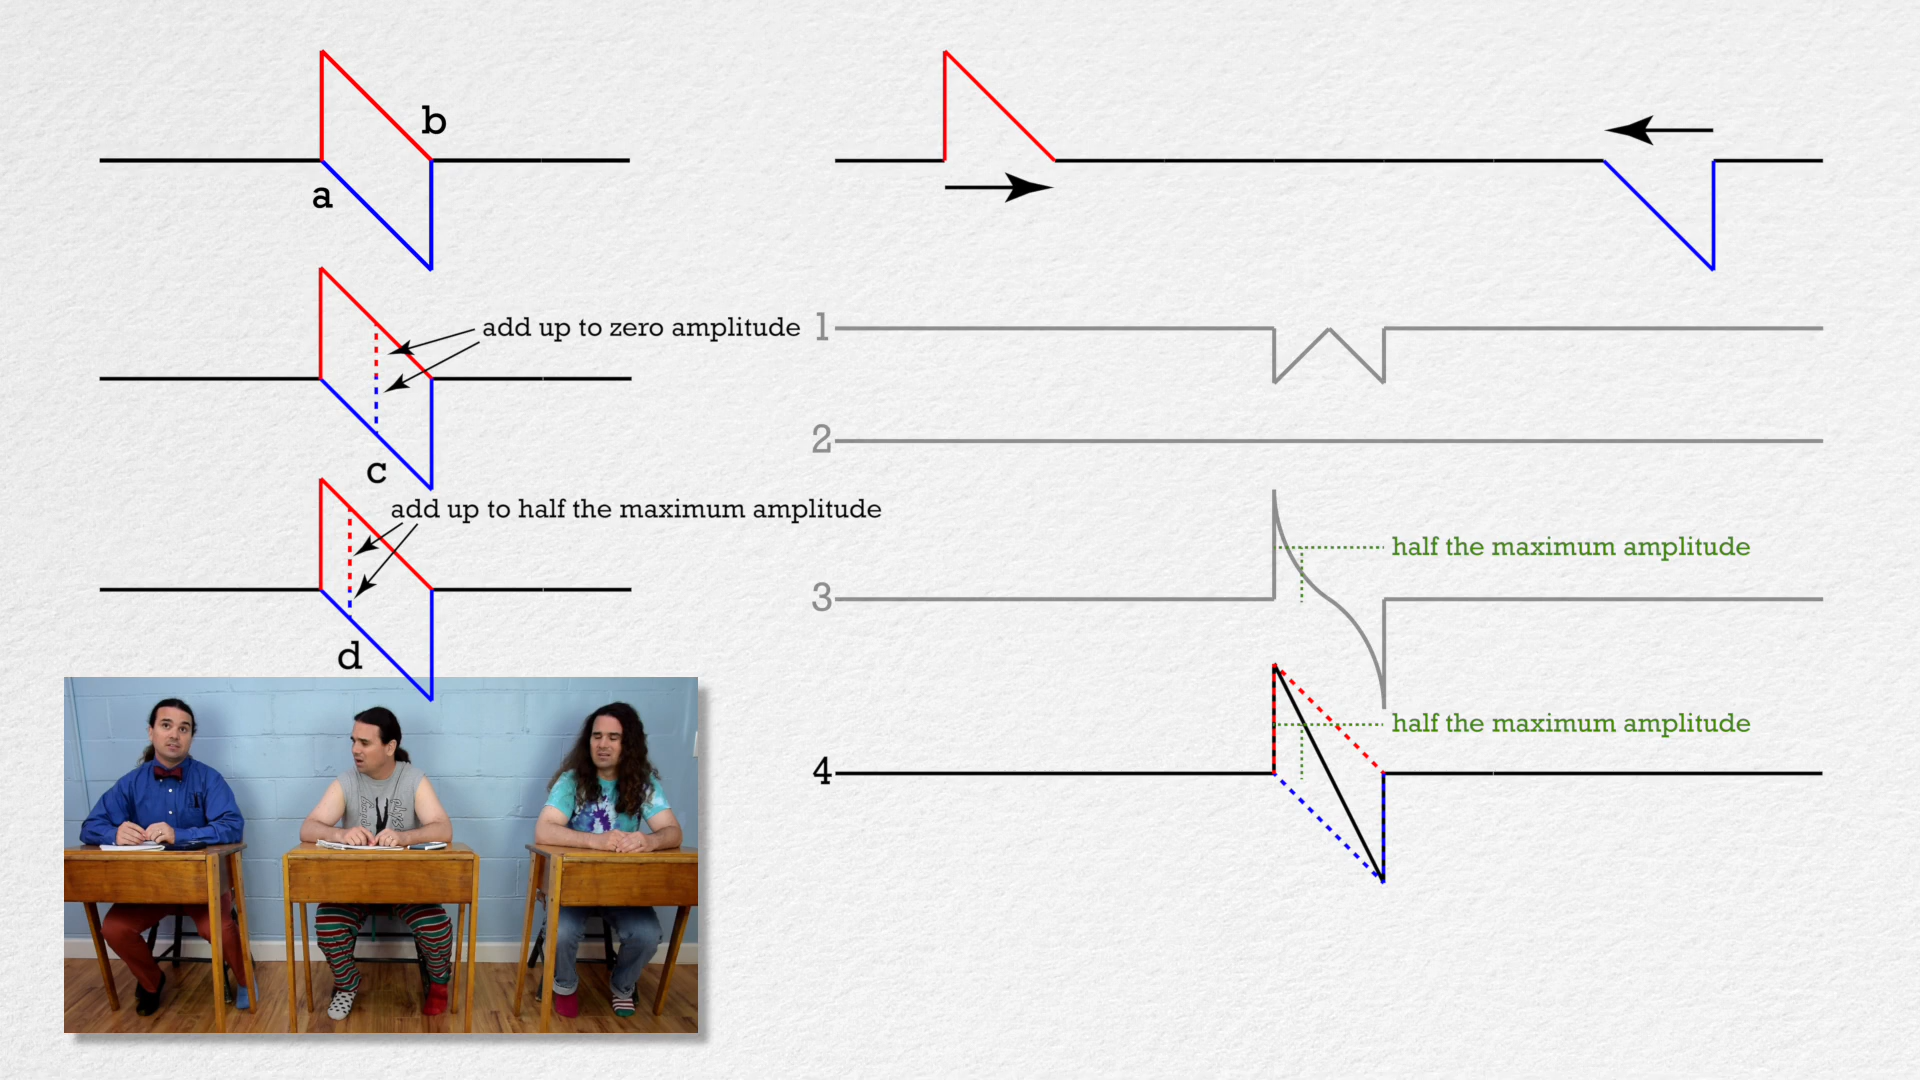 b
a
add up to zero amplitude
c
add up to half the maximum amplitude
d
1
2
3
half the maximum amplitude
4
half the maximum amplitude